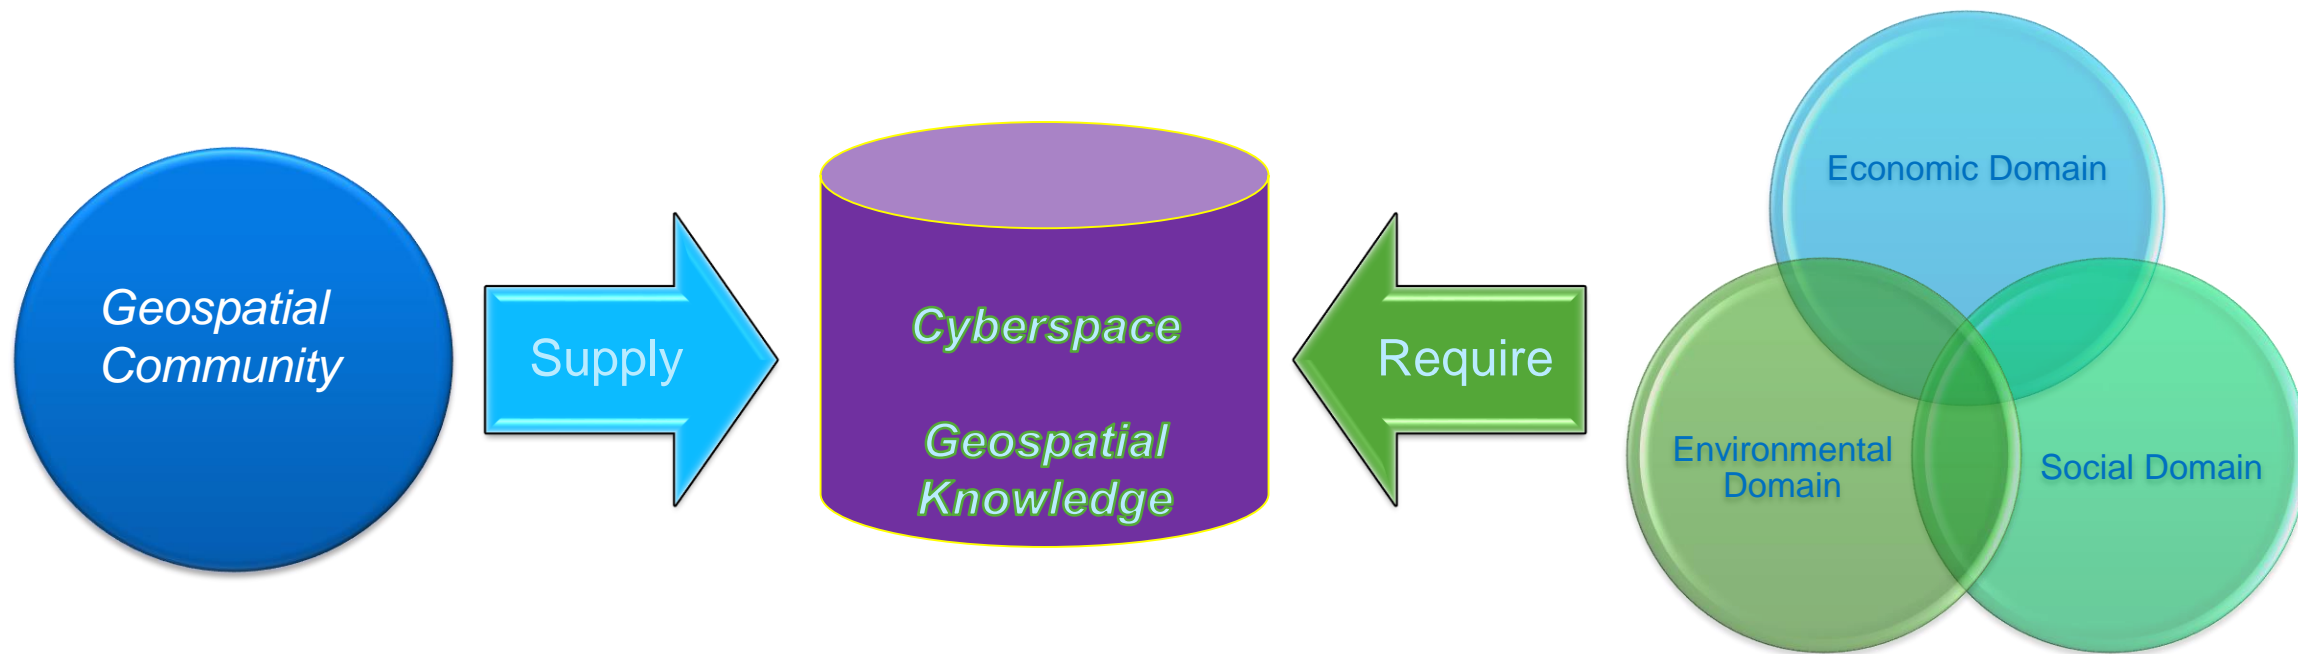 Geospatial
Community
Supply
Cyberspace
Geospatial
Knowledge
Require
Economic Domain
Environmental
Domain
Social Domain